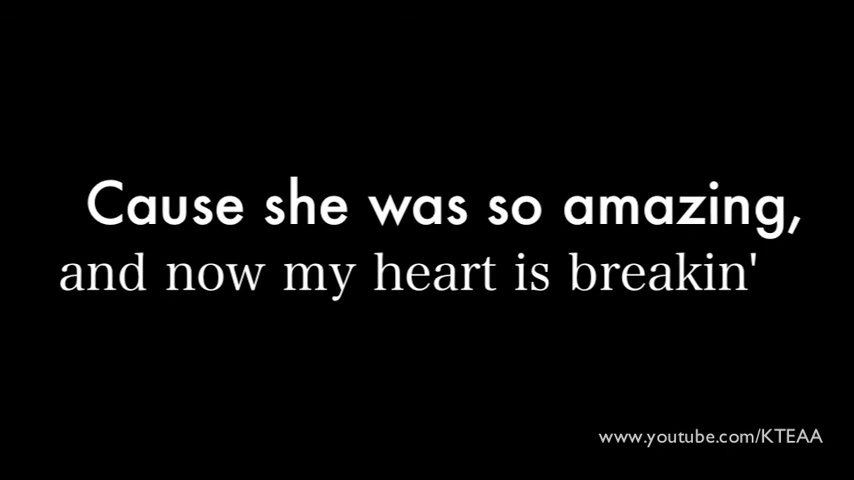 Cause she was so amazing,
and now my heart is breakin'
www.youtube.com/KTEAA